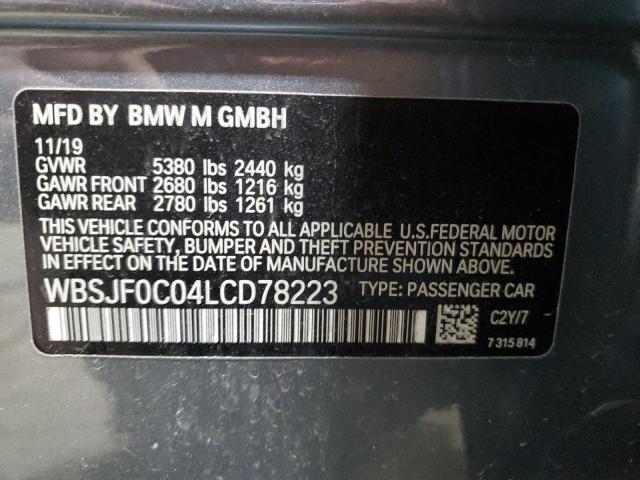 MFD BY BMW M GMBH
11/19
GVWR 5380 lbs 2440 kg
GAWR FRONT 2680 lbs 1216 kg
GAWR REAR 2780 lbs 1261 kg
THIS VEHICLE CONFORMS TO ALL APPLICABLE U.S.FEDERAL MOTOR
VEHICLE SAFETY, BUMPER AND THEFT PREVENTION STANDARDS
IN EFFECT ON THE DATE OF MANUFACTURE SHOWN ABOVE.
WBSJF0C04LCD78223 TYPE: PASSENGER CAR
C2Y/7
7 315 814